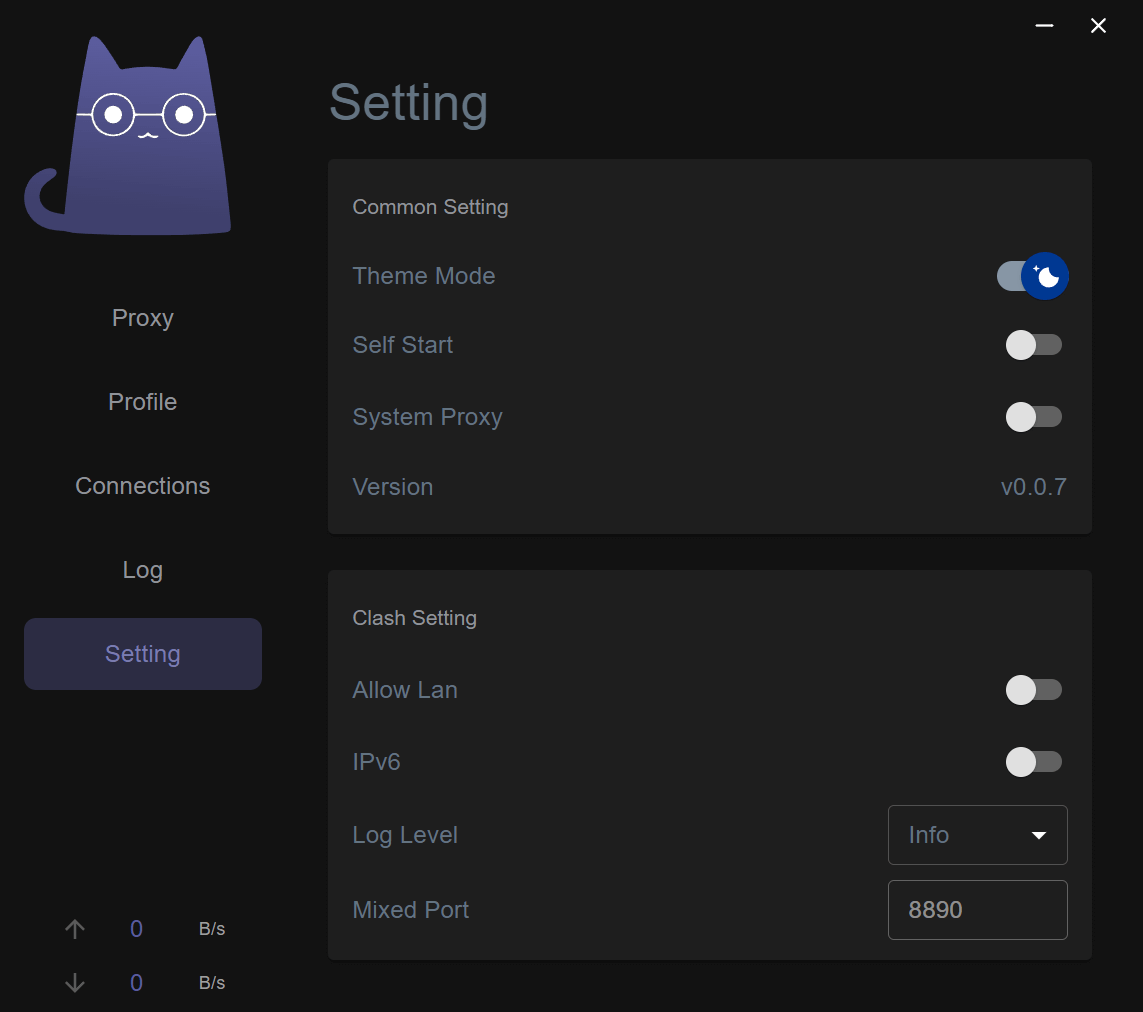 Proxy
Profile
Connections
Log
Setting
0 B/s
0 B/s
Setting
Common Setting
Theme Mode
Self Start
System Proxy
Version v0.0.7
Clash Setting
Allow Lan
IPv6
Log Level Info
Mixed Port 8890